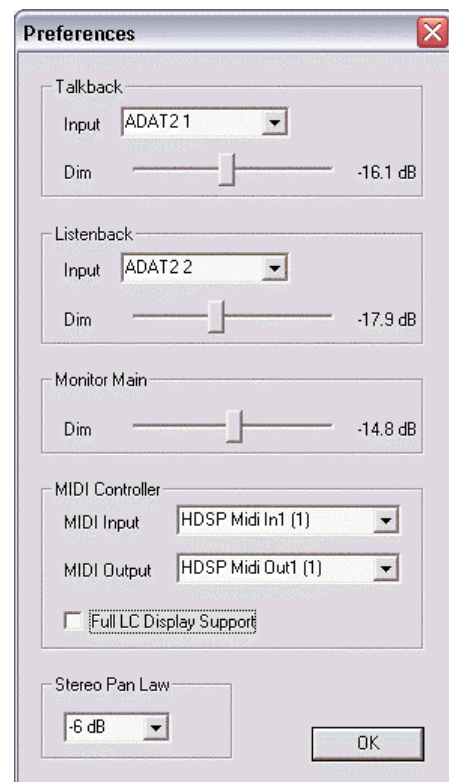 Preferences
Talkback
Input ADAT2 1
Dim -16.1 dB
Listenback
Input ADAT2 2
Dim -17.9 dB
Monitor Main
Dim -14.8 dB
MIDI Controller
MIDI Input HDSP Midi In1 (1)
MIDI Output HDSP Midi Out1 (1)
Full LC Display Support
Stereo Pan Law
-6 dB
OK